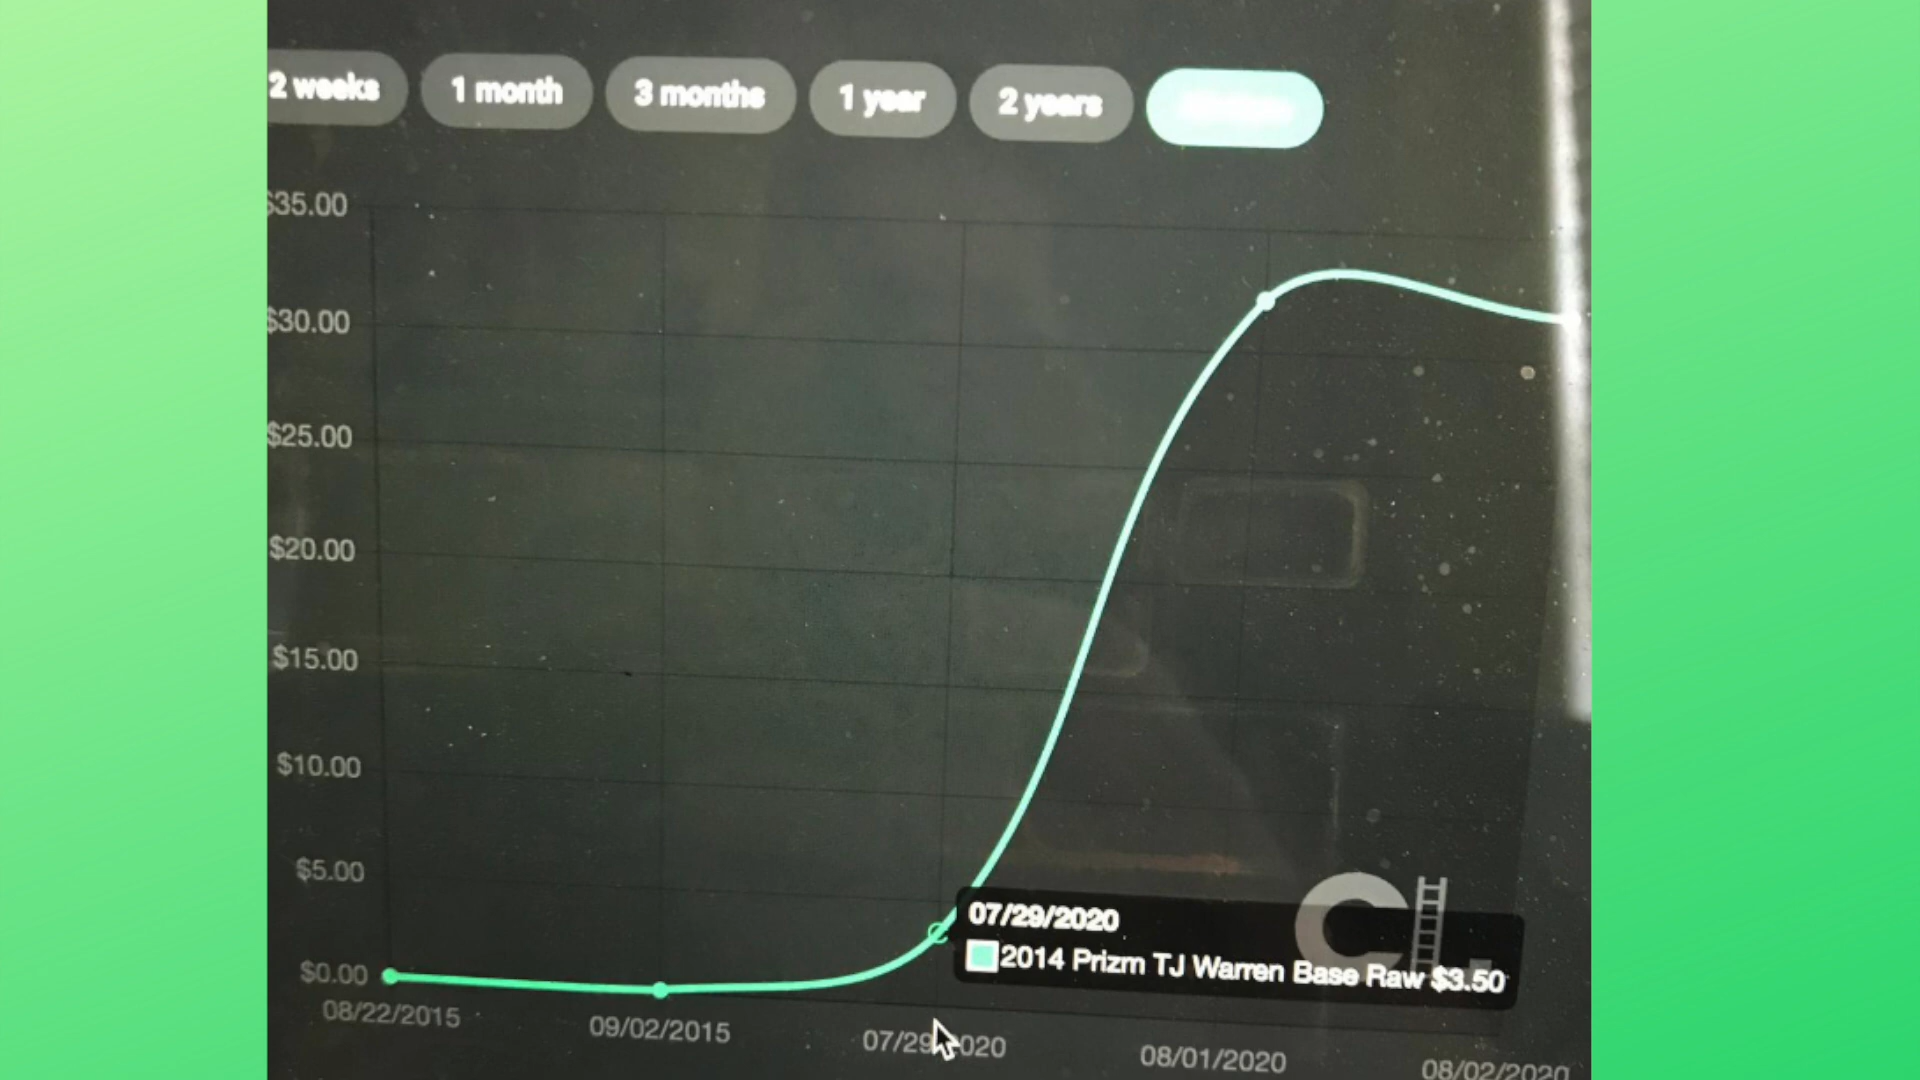 2 weeks
1 month
3 months
1 year
2 years
$35.00
$30.00
$25.00
$20.00
$15.00
$10.00
$5.00
$0.00
07/29/2020
2014 Prizm TJ Warren Base Raw $3.50
CL
08/22/2015
09/02/2015
07/29/2020
08/01/2020
08/02/2020